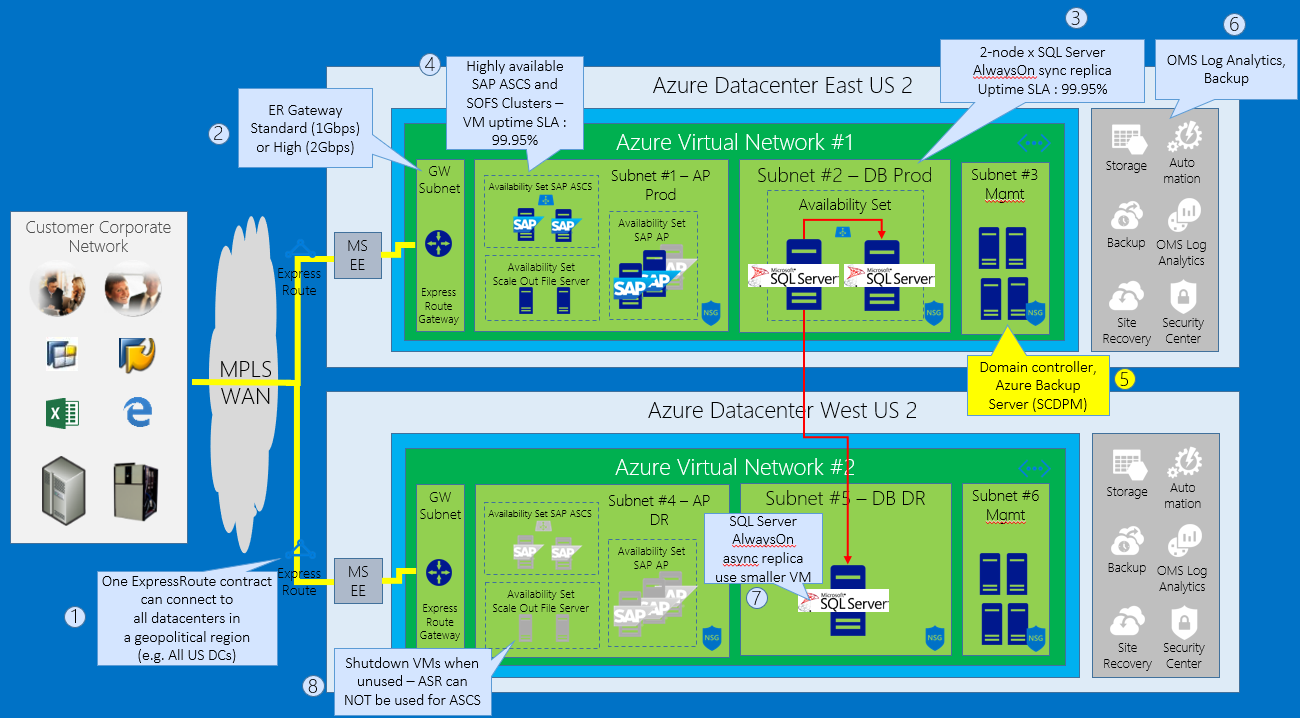 3
6
4
2-node x SQL Server
AlwaysOn sync replica
Uptime SLA : 99.95%
OMS Log Analytics,
Backup
Highly available
SAP ASCS and
SOFS Clusters –
VM uptime SLA :
99.95%
Azure Datacenter East US 2
2
ER Gateway
Standard (1Gbps)
or High (2Gbps)
Azure Virtual Network #1
GW
Subnet
Express
Route
Gateway
Subnet #1 – AP
Prod
Availability Set SAP ASCS
SAP
SAP
Availability Set
Scale Out File Server
Availability Set
SAP AP
SAP
SAP
SAP
NSG
Subnet #2 – DB Prod
Availability Set
Microsoft®
SQL Server
Microsoft®
SQL Server
NSG
Subnet #3
Mgmt
NSG
Storage
Auto
mation
Backup
OMS Log
Analytics
Site
Recovery
Security
Center
Customer Corporate
Network
MPLS
WAN
Express
Route
MS
EE
Domain controller,
Azure Backup
Server (SCDPM)
5
Azure Datacenter West US 2
Azure Virtual Network #2
GW
Subnet
Express
Route
Gateway
Subnet #4 – AP
DR
Availability Set SAP ASCS
SAP
SAP
Availability Set
Scale Out File Server
Availability Set
SAP AP
SAP
SAP
SAP
NSG
Subnet #5 – DB DR
SQL Server
AlwaysOn
async replica
use smaller VM
7
Microsoft®
SQL Server
NSG
Subnet #6
Mgmt
NSG
Storage
Auto
mation
Backup
OMS Log
Analytics
Site
Recovery
Security
Center
Express
Route
MS
EE
1
One ExpressRoute contract
can connect to
all datacenters in
a geopolitical region
(e.g. All US DCs)
8
Shutdown VMs when
unused – ASR can
NOT be used for ASCS